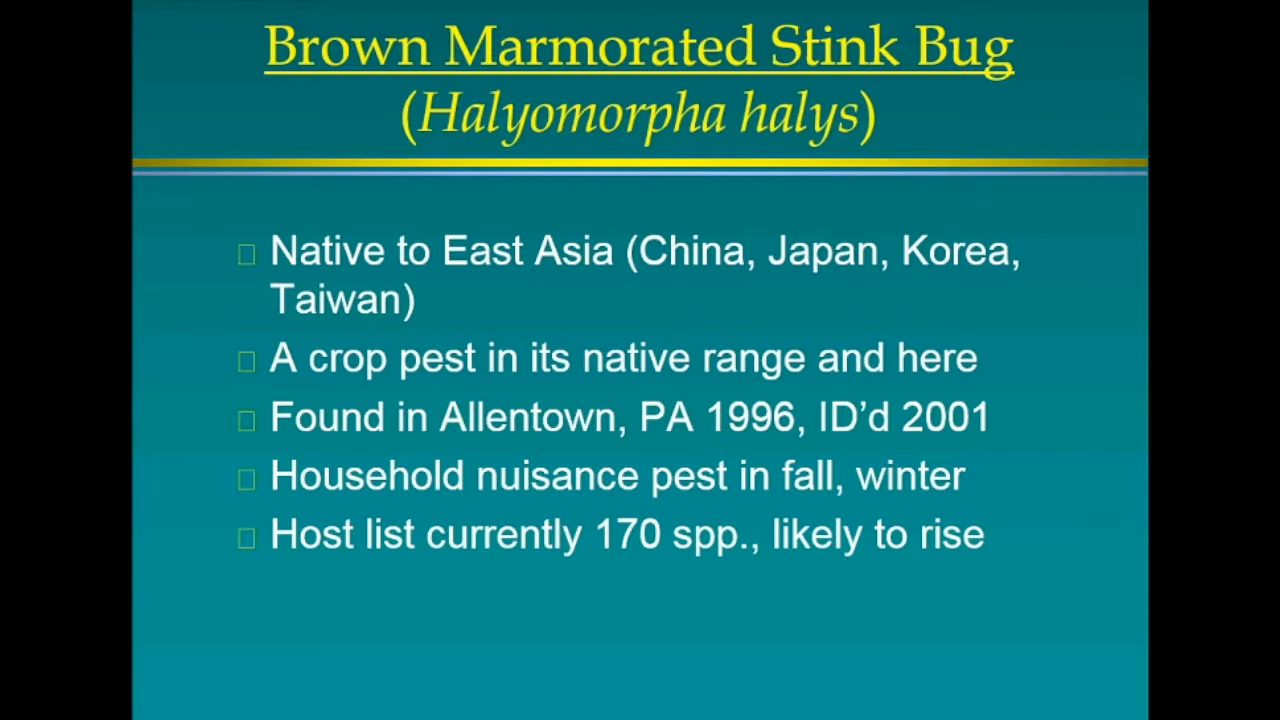 Brown Marmorated Stink Bug
(Halyomorpha halys)
Native to East Asia (China, Japan, Korea,
Taiwan)
A crop pest in its native range and here
Found in Allentown, PA 1996, ID’d 2001
Household nuisance pest in fall, winter
Host list currently 170 spp., likely to rise